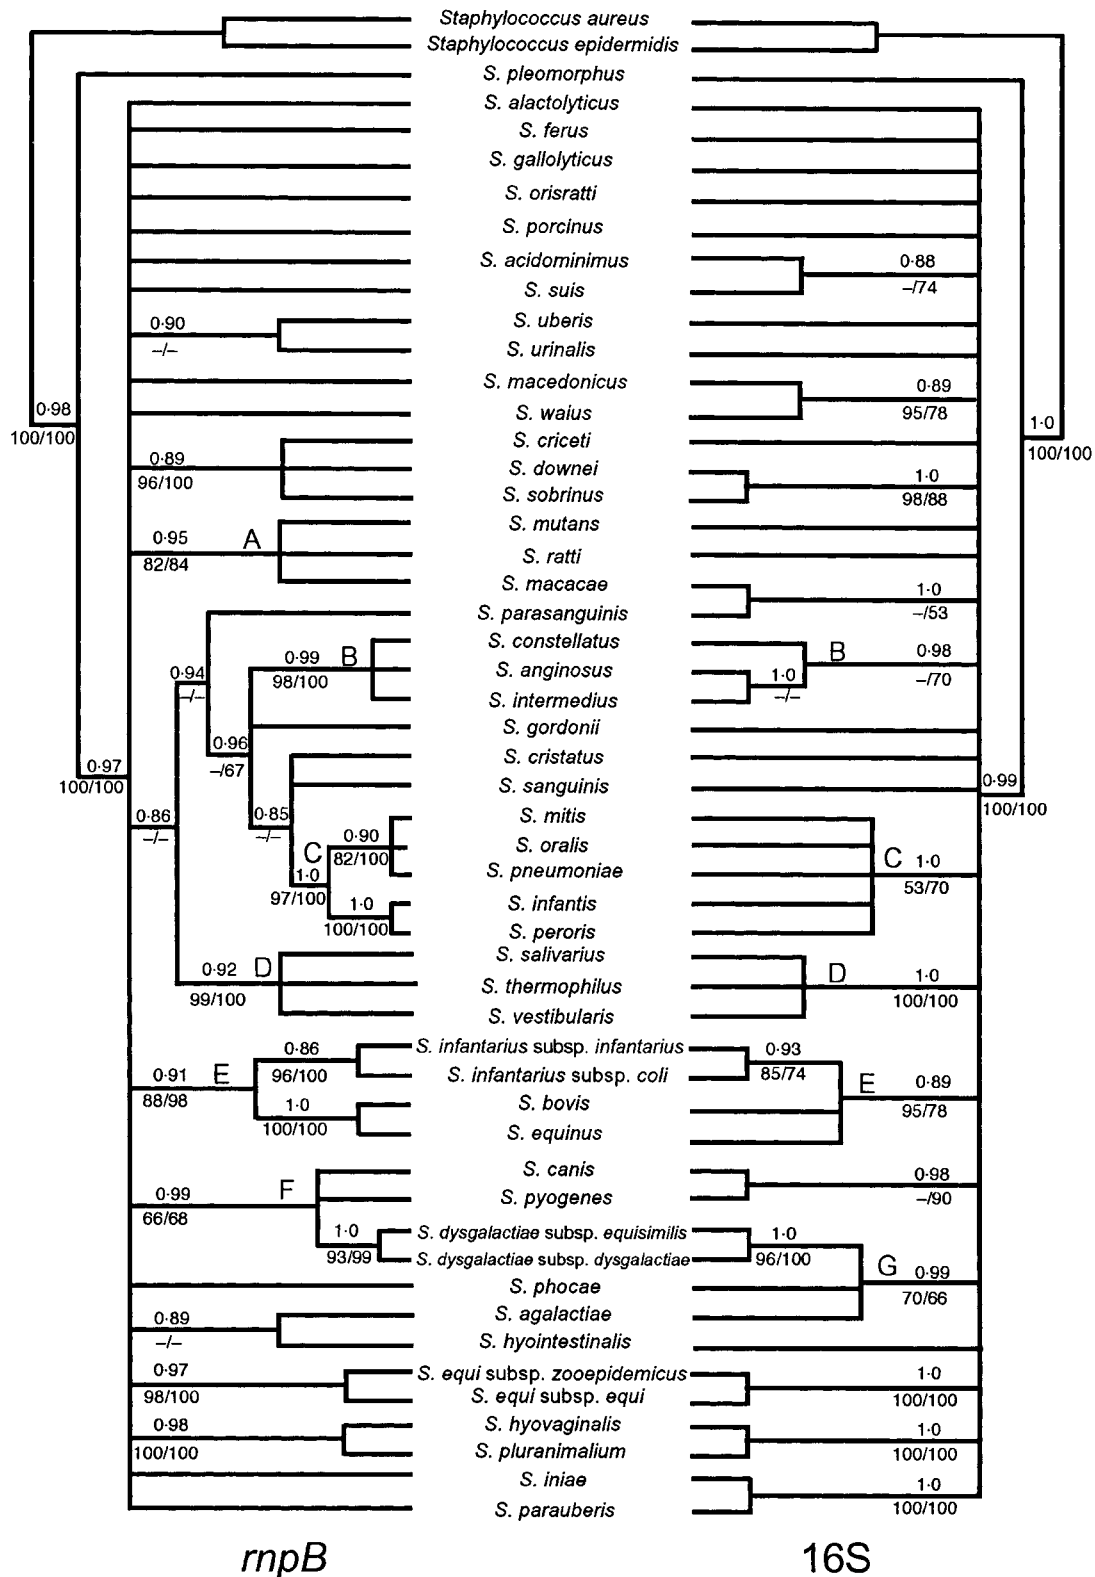 Staphylococcus aureus
Staphylococcus epidermidis
S. pleomorphus
S. alactolyticus
S. ferus
S. gallolyticus
S. orisratti
S. porcinus
S. acidominimus
0·88
–/74
S. suis
0·90
–/–
S. uberis
S. urinalis
S. macedonicus
0·89
95/78
S. waius
0·98
100/100
1·0
100/100
S. criceti
0·89
96/100
S. downei
1·0
98/88
S. sobrinus
S. mutans
0·95
82/84
A
S. ratti
S. macacae
1·0
–/53
S. parasanguinis
S. constellatus
0·99
98/100
B
S. anginosus
B
0·98
–/70
0·94
–/–
1·0
–/–
S. intermedius
S. gordonii
0·96
–/67
S. cristatus
0·97
100/100
S. sanguinis
0·99
100/100
0·86
–/–
0·85
–/–
S. mitis
0·90
82/100
S. oralis
C
1·0
97/100
S. pneumoniae
C
1·0
53/70
1·0
100/100
S. infantis
S. peroris
S. salivarius
0·92
99/100
D
S. thermophilus
D
1·0
100/100
S. vestibularis
0·86
96/100
S. infantarius subsp. infantarius
0·93
85/74
0·91
88/98
E
S. infantarius subsp. coli
E
0·89
95/78
1·0
100/100
S. bovis
S. equinus
S. canis
0·98
–/90
0·99
66/68
F
S. pyogenes
1·0
93/99
S. dysgalactiae subsp. equisimilis
1·0
96/100
S. dysgalactiae subsp. dysgalactiae
G
0·99
70/66
S. phocae
S. agalactiae
0·89
–/–
S. hyointestinalis
0·97
98/100
S. equi subsp. zooepidemicus
1·0
100/100
S. equi subsp. equi
0·98
100/100
S. hyovaginalis
1·0
100/100
S. pluranimalium
S. iniae
1·0
100/100
S. parauberis
rnpB
16S